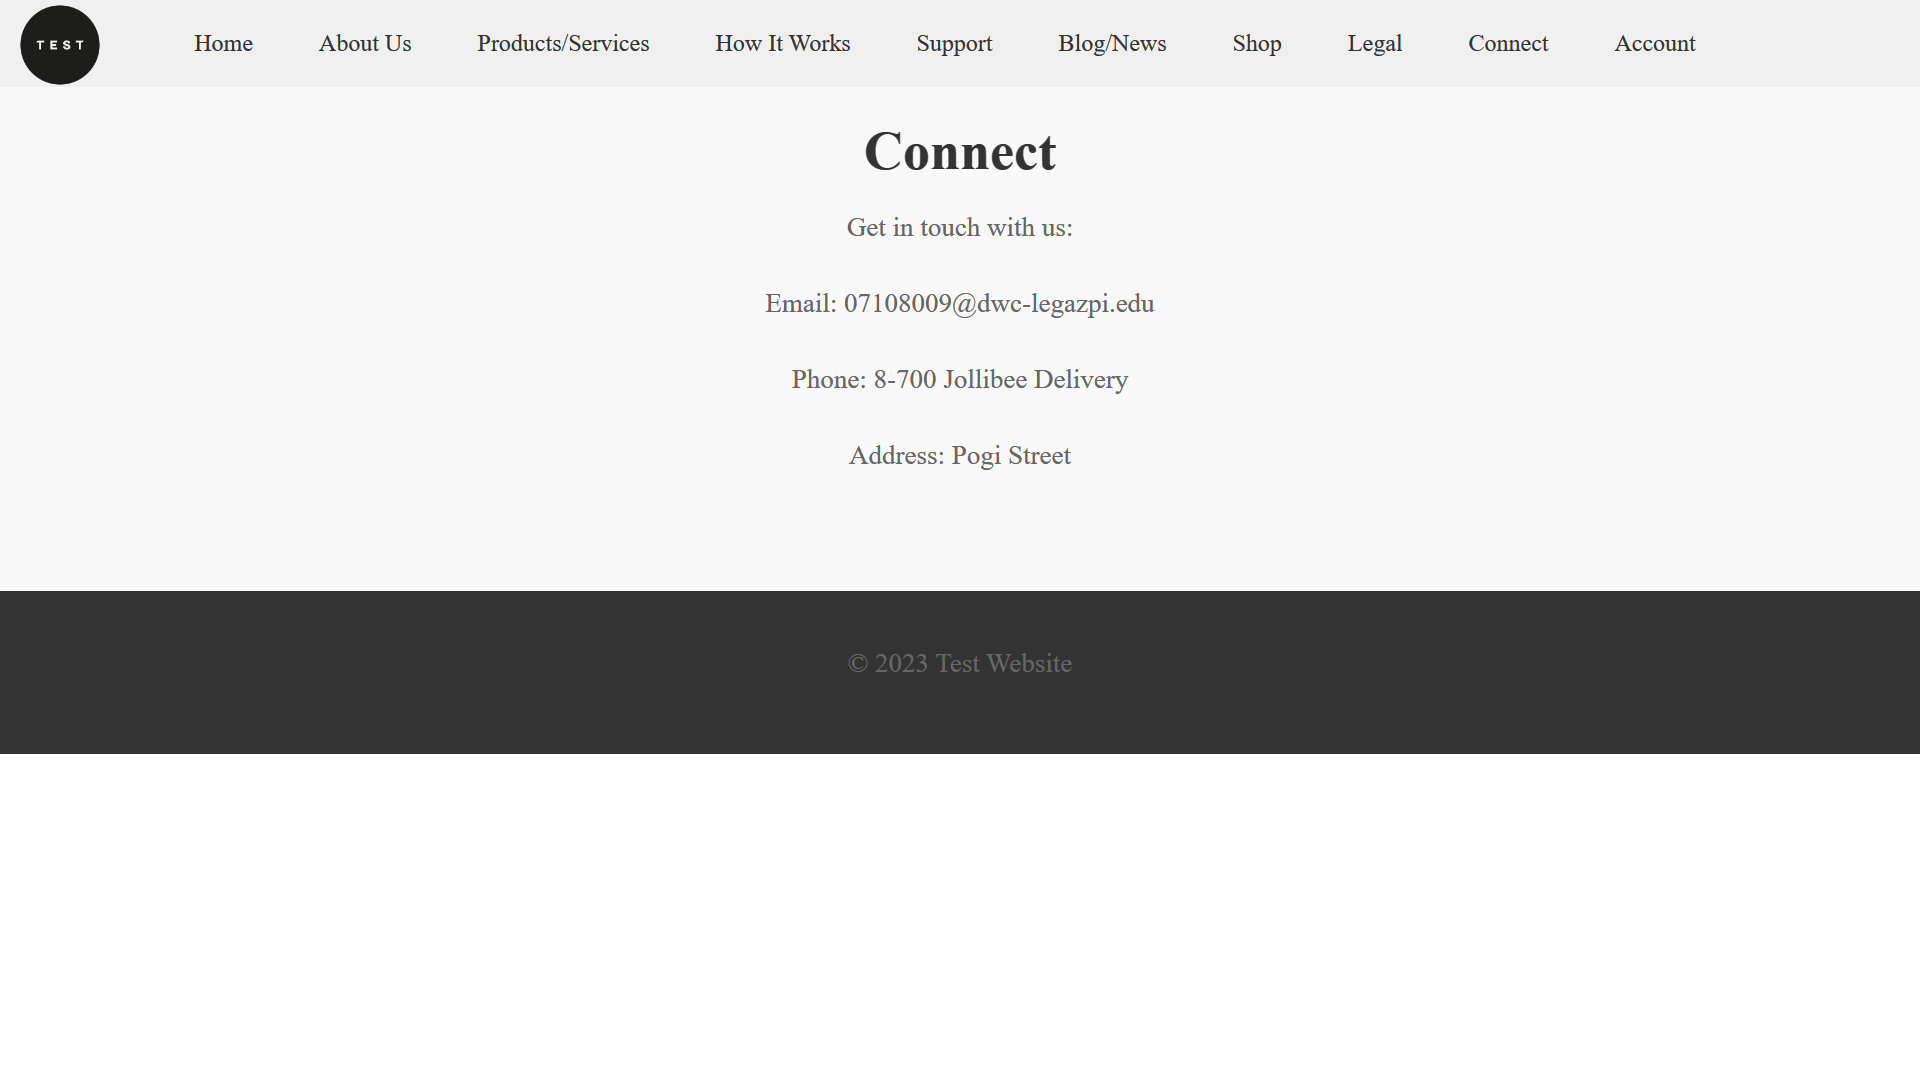 TEST
Home
About Us
Products/Services
How It Works
Support
Blog/News
Shop
Legal
Connect
Account
Connect
Get in touch with us:
Email: 07108009@dwc-legazpi.edu
Phone: 8-700 Jollibee Delivery
Address: Pogi Street
© 2023 Test Website